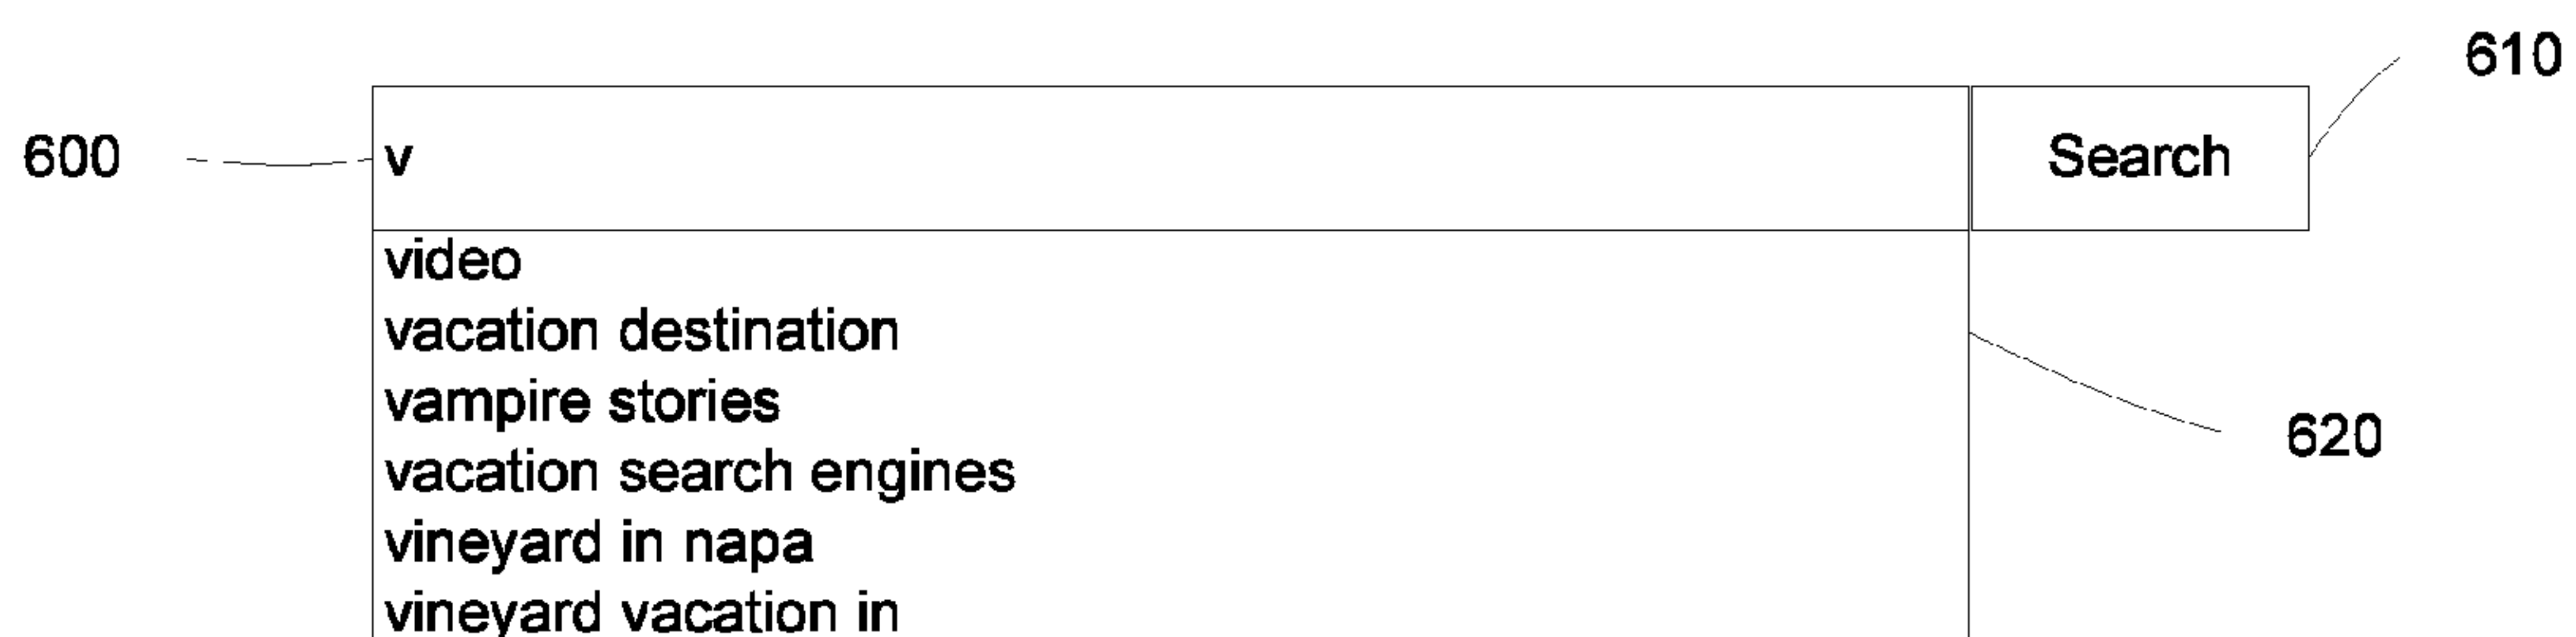 610
600 v Search
video
vacation destination
vampire stories
620
vacation search engines
vineyard in napa
vineyard vacation in